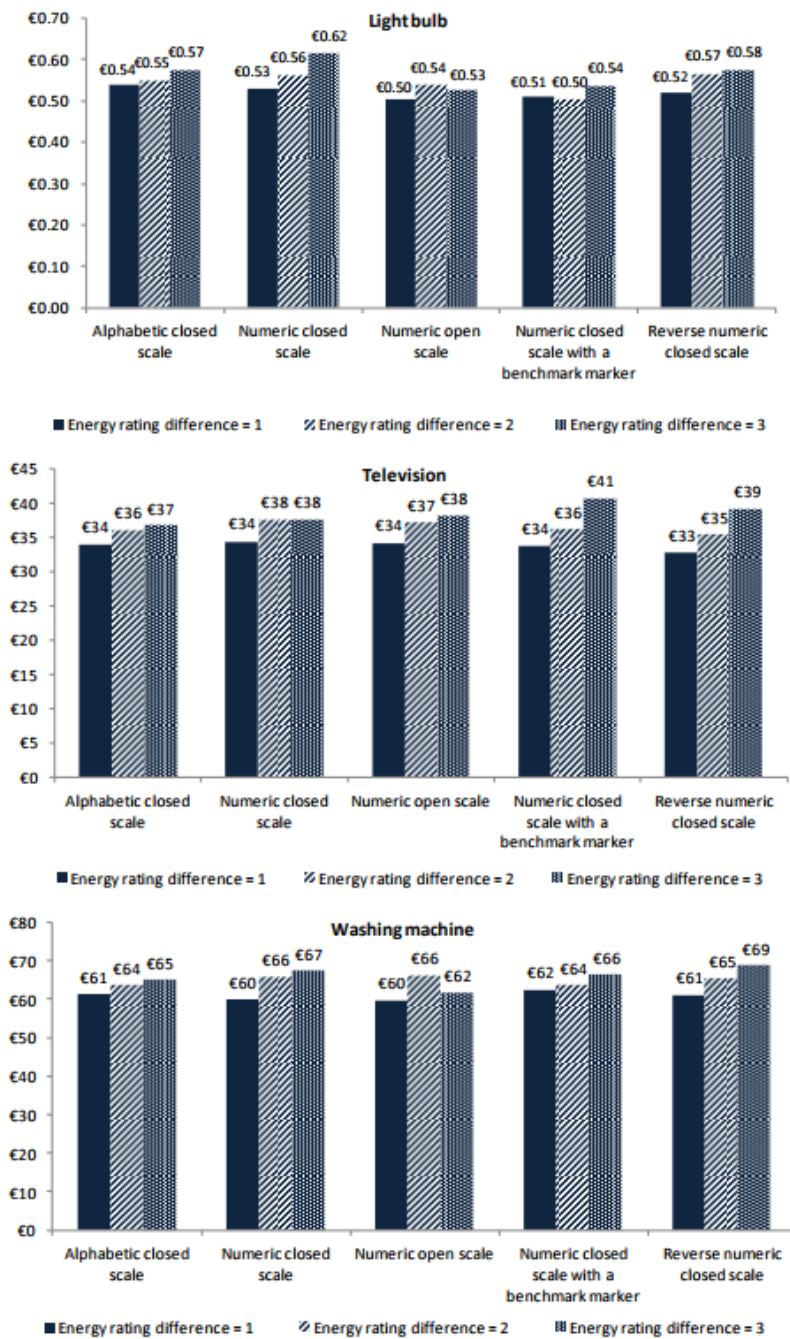 Light bulb
€0.70
€0.60
€0.50
€0.40
€0.30
€0.20
€0.10
€0.00
€0.54 €0.55 €0.57
€0.53 €0.56 €0.62
€0.50 €0.54 €0.53
€0.51 €0.50 €0.54
€0.52 €0.57 €0.58
Alphabetic closed
scale
Numeric closed
scale
Numeric open
scale
Numeric closed
scale with a
benchmark marker
Reverse numeric
closed scale
Energy rating difference = 1 Energy rating difference = 2 Energy rating difference = 3
Television
€45
€40
€35
€30
€25
€20
€15
€10
€5
€0
€34 €36 €37
€34 €38 €38
€34 €37 €38
€34 €36 €41
€33 €35 €39
Alphabetic closed
scale
Numeric closed
scale
Numeric open scale
Numeric closed
scale with a
benchmark marker
Reverse numeric
closed scale
Energy rating difference = 1 Energy rating difference = 2 Energy rating difference = 3
Washing machine
€80
€70
€60
€50
€40
€30
€20
€10
€0
€61 €64 €65
€60 €66 €67
€60 €66 €62
€62 €64 €66
€61 €65 €69
Alphabetic closed
scale
Numeric closed
scale
Numeric open scale
Numeric closed
scale with a
benchmark marker
Reverse numeric
closed scale
Energy rating difference = 1 Energy rating difference = 2 Energy rating difference = 3